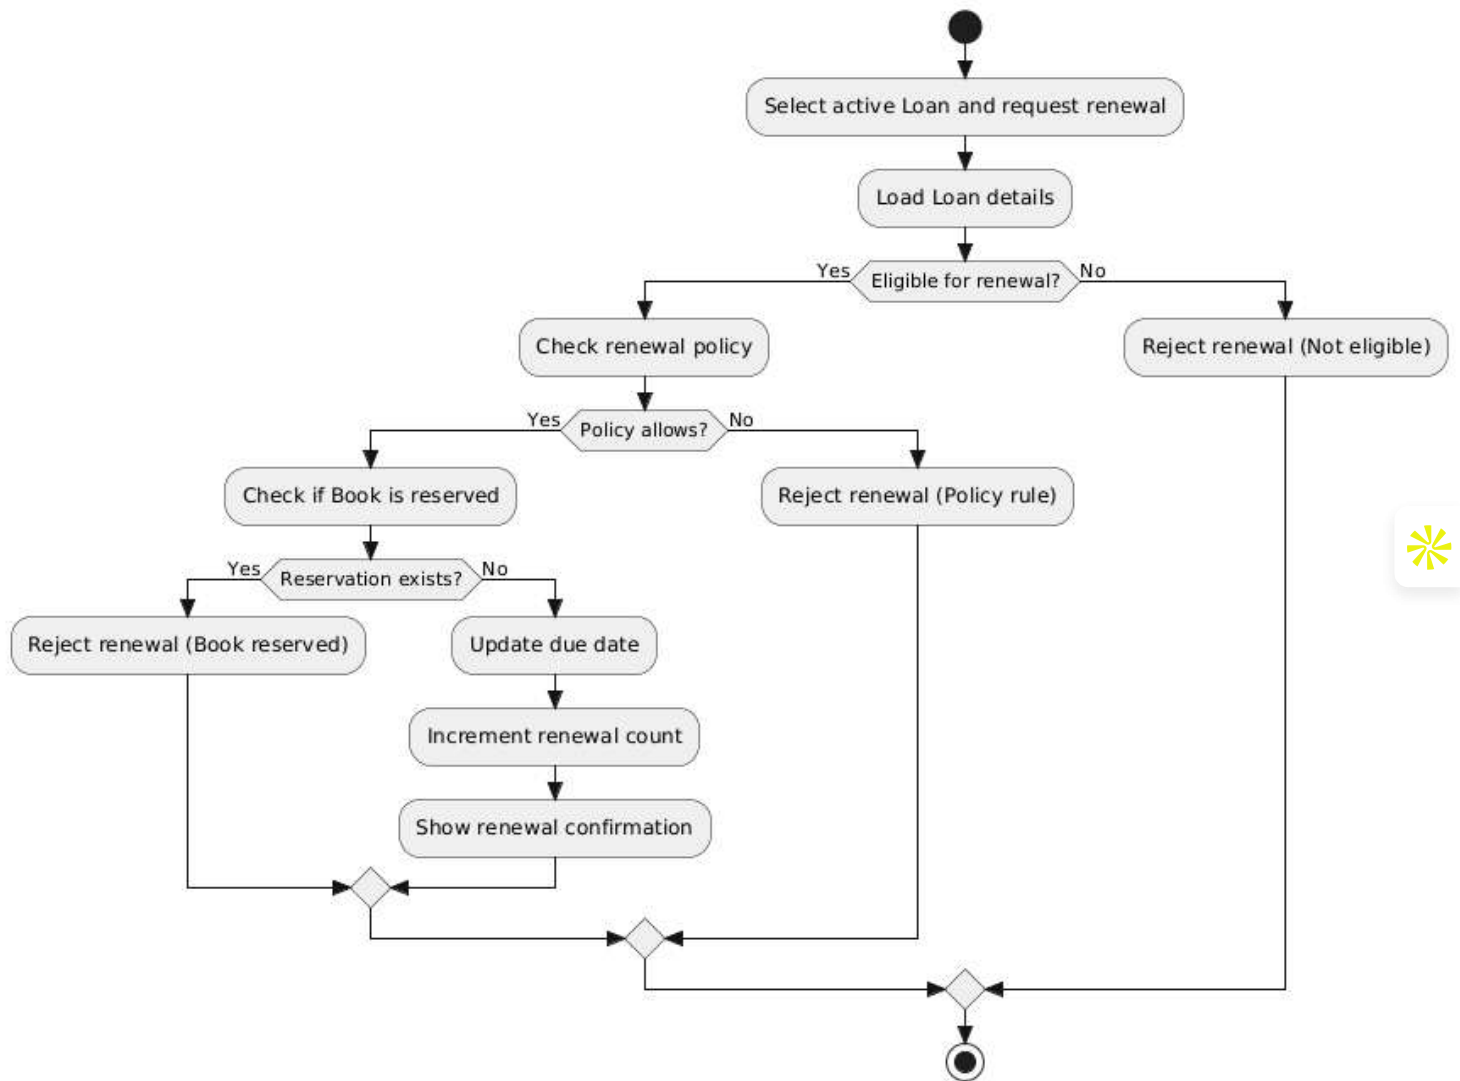 Select active Loan and request renewal
Load Loan details
Yes
Eligible for renewal?
No
Check renewal policy
Reject renewal (Not eligible)
Yes
Policy allows?
No
Check if Book is reserved
Reject renewal (Policy rule)
Yes
Reservation exists?
No
Reject renewal (Book reserved)
Update due date
Increment renewal count
Show renewal confirmation